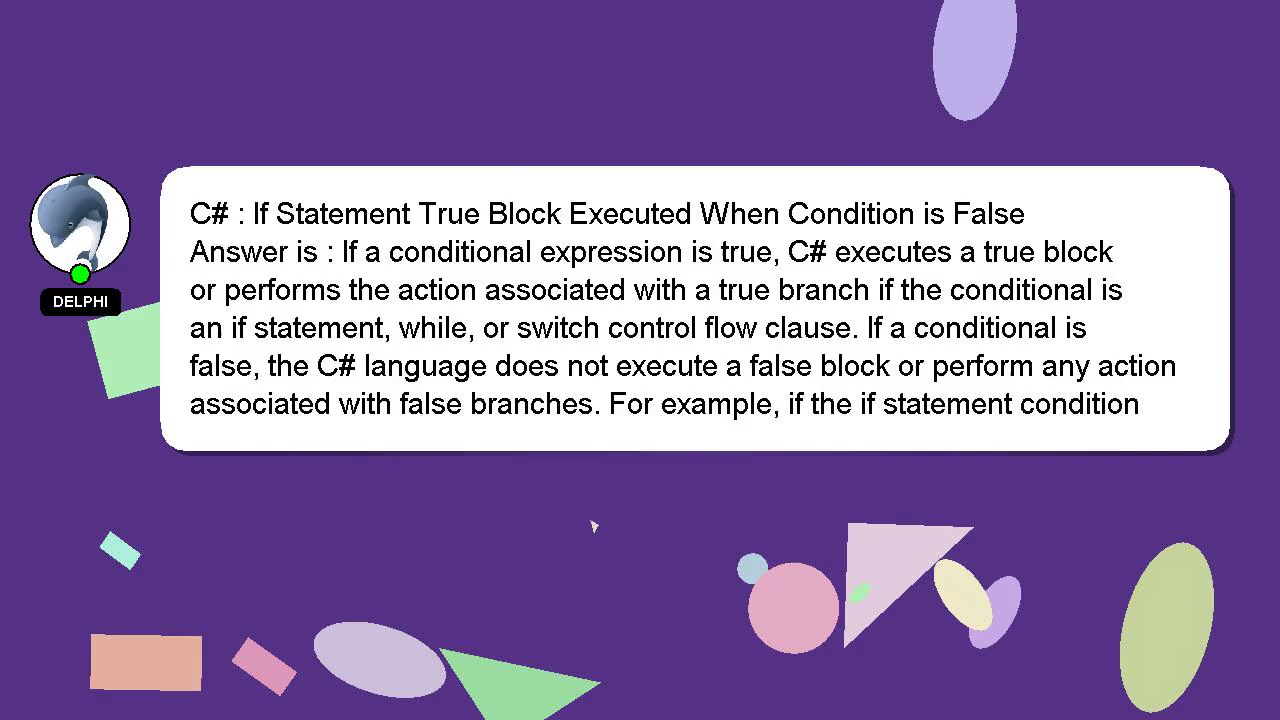 C# : If Statement True Block Executed When Condition is False
Answer is : If a conditional expression is true, C# executes a true block
or performs the action associated with a true branch if the conditional is
an if statement, while, or switch control flow clause. If a conditional is
false, the C# language does not execute a false block or perform any action
associated with false branches. For example, if the if statement condition
DELPHI